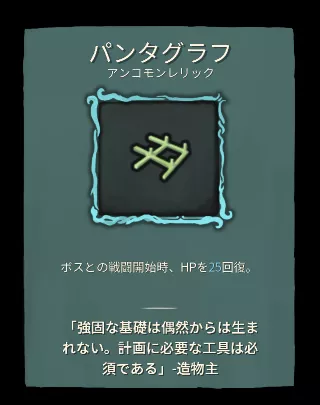 パンタグラフ
アンコモンレリック
ボスとの戦闘開始時、HPを25回復。
「強固な基礎は偶然からは生ま
れない。計画に必要な工具は必
須である」-造物主